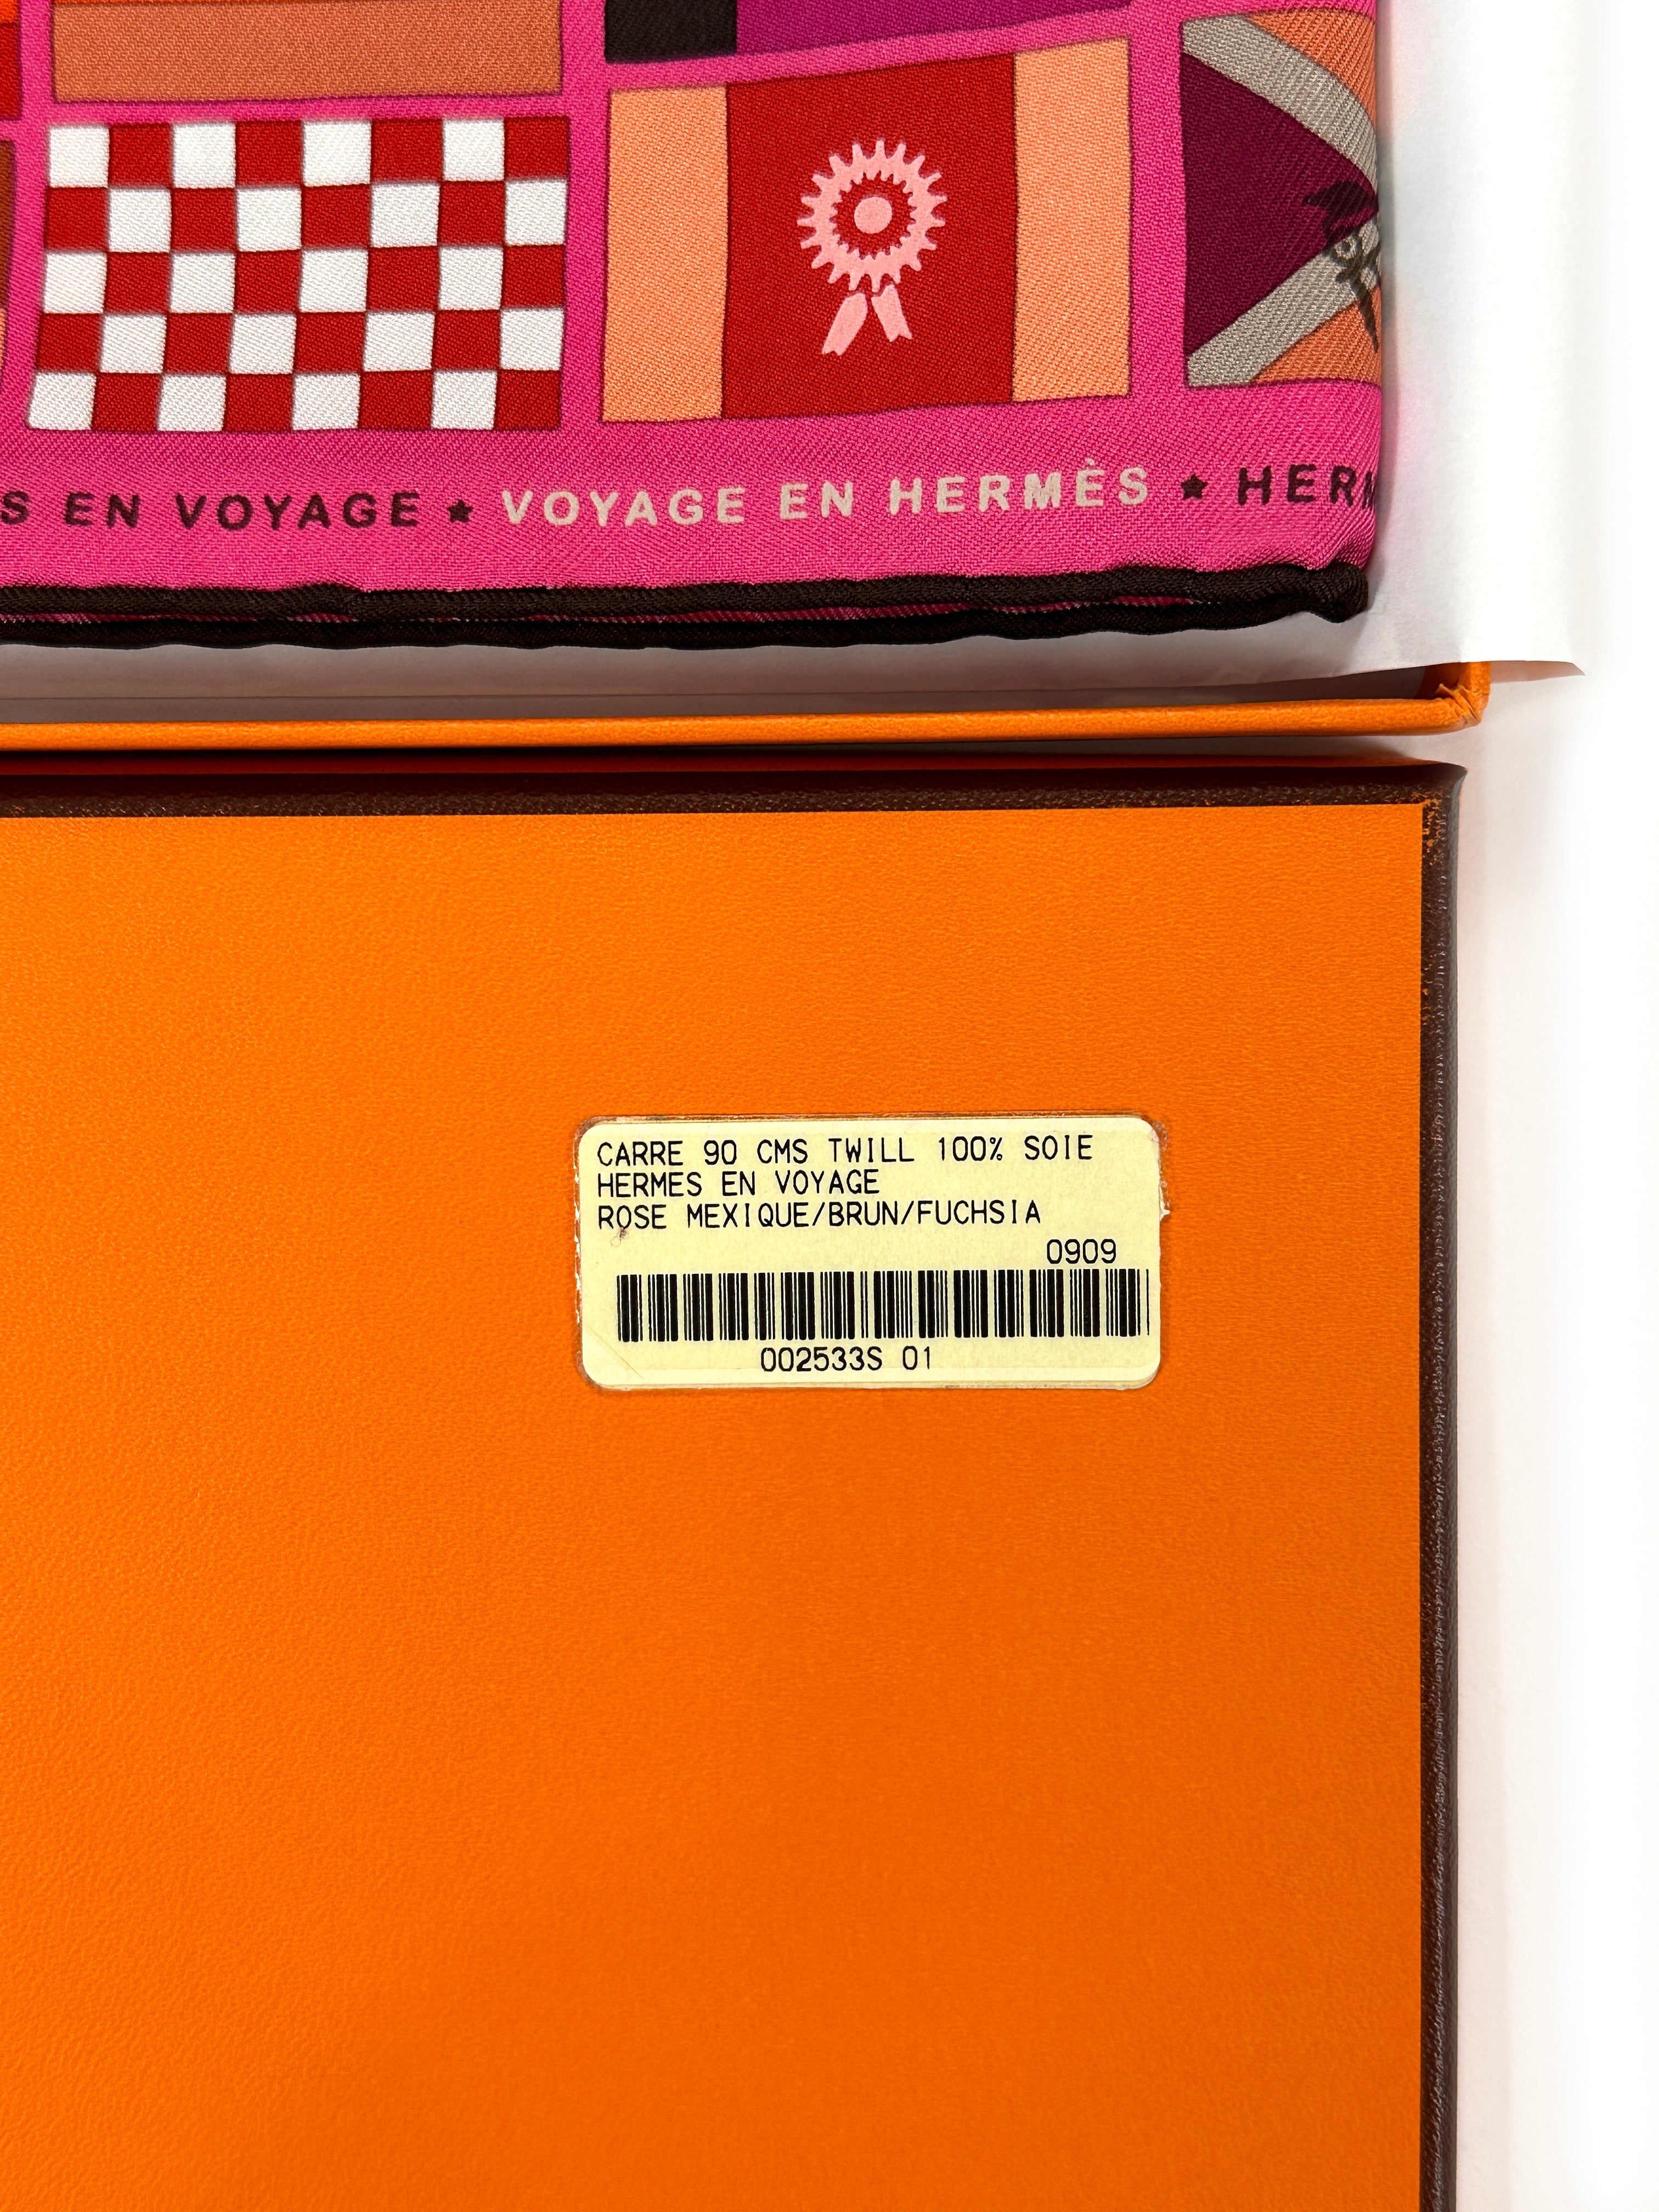 S EN VOYAGE ★ VOYAGE EN HERMÈS ★ HERM
CARRE 90 CMS TWILL 100% SOIE
HERMES EN VOYAGE
ROSE MEXIQUE/BRUN/FUCHSIA
0909
002533S 01